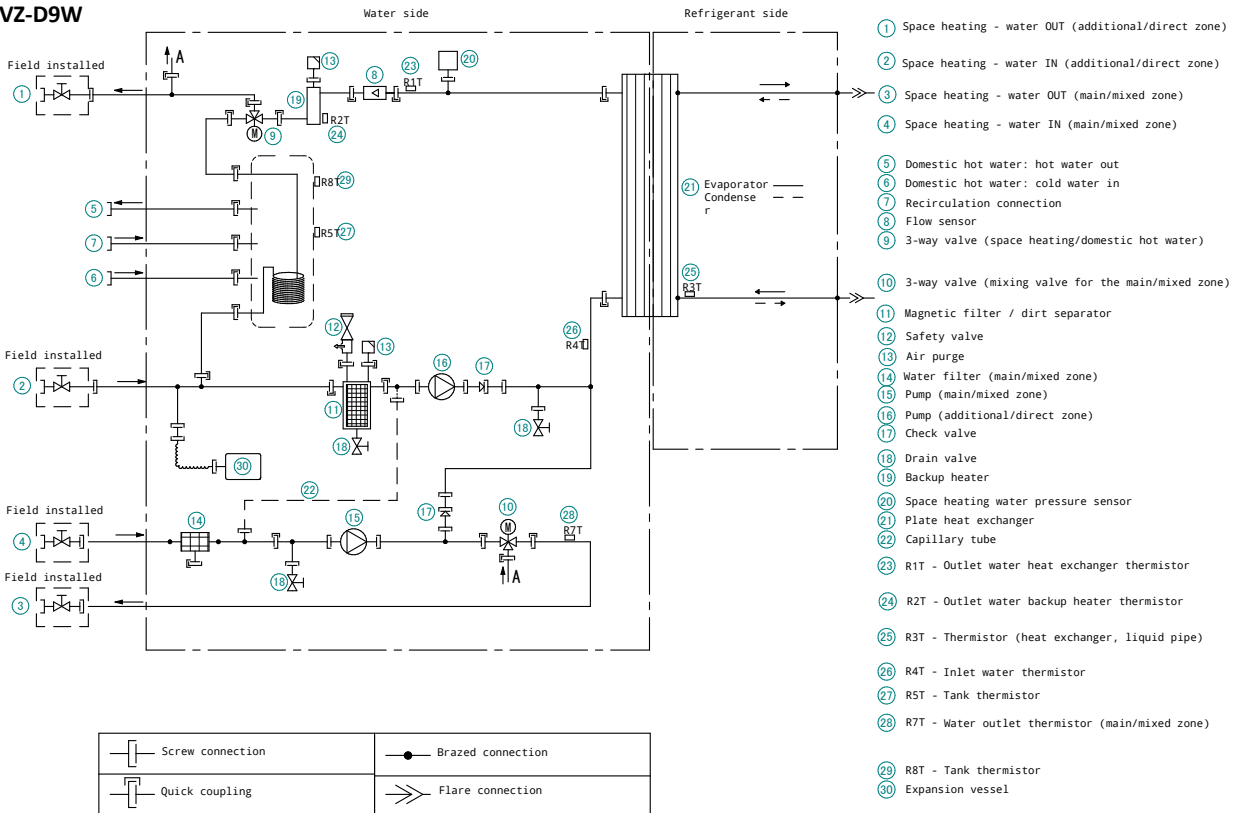 VZ-D9W
Water side
Refrigerant side
Field installed
1
A
13
19
8
23
R1T
20
R2T
24
M
9
R8T
29
5
R5T
27
7
6
21
Evaporator
Condense
r
25
R3T
12
13
26
R4T
Field installed
2
11
16
17
18
18
30
22
Field installed
4
14
15
17
10
M
28
R7T
18
A
Field installed
3
1 Space heating - water OUT (additional/direct zone)
2 Space heating - water IN (additional/direct zone)
3 Space heating - water OUT (main/mixed zone)
4 Space heating - water IN (main/mixed zone)
5 Domestic hot water: hot water out
6 Domestic hot water: cold water in
7 Recirculation connection
8 Flow sensor
9 3-way valve (space heating/domestic hot water)
10 3-way valve (mixing valve for the main/mixed zone)
11 Magnetic filter / dirt separator
12 Safety valve
13 Air purge
14 Water filter (main/mixed zone)
15 Pump (main/mixed zone)
16 Pump (additional/direct zone)
17 Check valve
18 Drain valve
19 Backup heater
20 Space heating water pressure sensor
21 Plate heat exchanger
22 Capillary tube
23 R1T - Outlet water heat exchanger thermistor
24 R2T - Outlet water backup heater thermistor
25 R3T - Thermistor (heat exchanger, liquid pipe)
26 R4T - Inlet water thermistor
27 R5T - Tank thermistor
28 R7T - Water outlet thermistor (main/mixed zone)
29 R8T - Tank thermistor
30 Expansion vessel
Screw connection
Brazed connection
Quick coupling
Flare connection